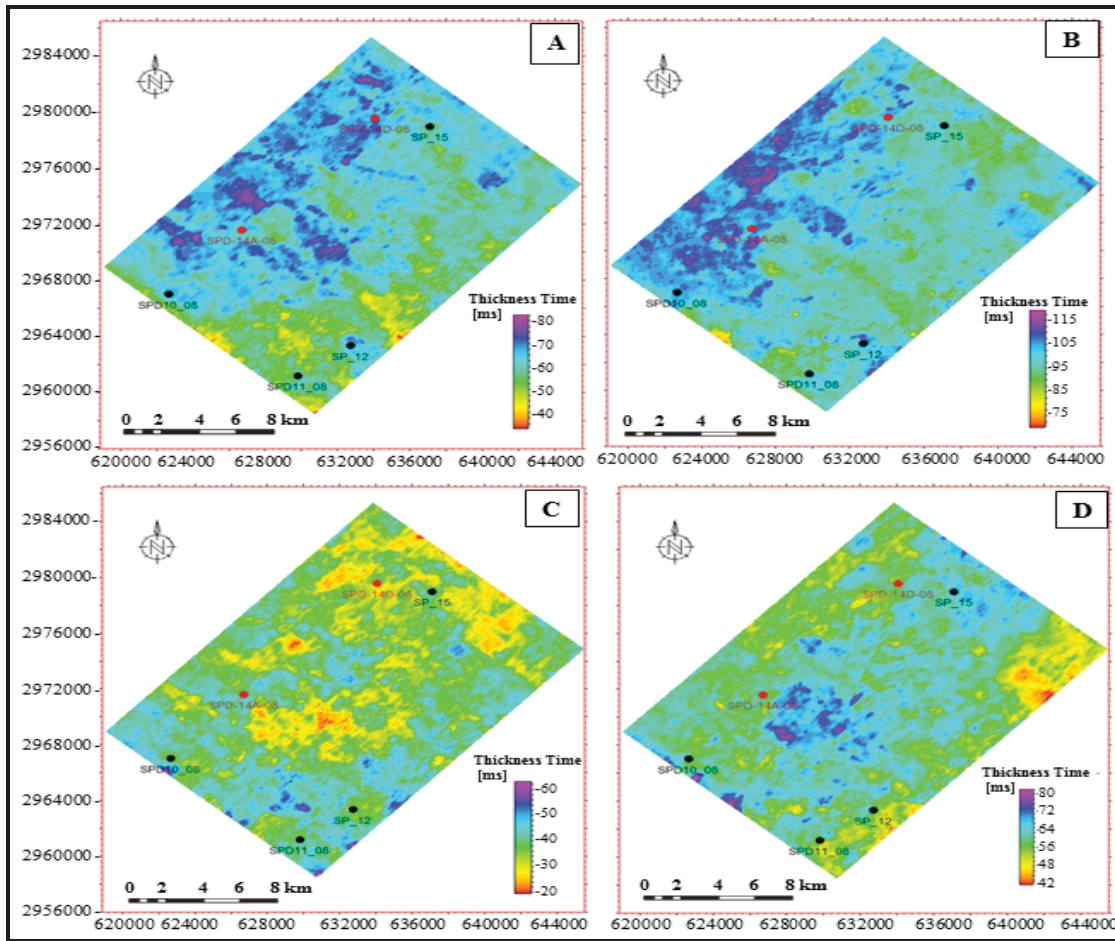 A
2984000
N
2980000
SPD-14D-08
SP_15
2976000
2972000
SPD-14A-08
2968000
SPD10_08
Thickness Time
[ms]
-80
-70
-60
-50
-40
2964000
SP_12
SPD11_08
2960000
0 2 4 6 8 km
2956000
620000 624000 628000 632000 636000 640000 644000
B
N
SPD-14D-08
SP_15
SPD-14A-08
SPD10_08
Thickness Time
[ms]
-115
-105
-95
-85
-75
SP_12
SPD11_08
0 2 4 6 8 km
620000 624000 628000 632000 636000 640000 644000
C
2984000
N
2980000
SPD-14D-08
SP_15
2976000
2972000
SPD-14A-08
2968000
SPD10_08
Thickness Time
[ms]
-60
-50
-40
-30
-20
2964000
SP_12
SPD11_08
2960000
0 2 4 6 8 km
2956000
620000 624000 628000 632000 636000 640000 644000
D
N
SPD-14D-08
SP_15
SPD-14A-08
SPD10_08
Thickness Time
[ms]
-80
-72
-64
-56
-48
-42
SP_12
SPD11_08
0 2 4 6 8 km
620000 624000 628000 632000 636000 640000 644000